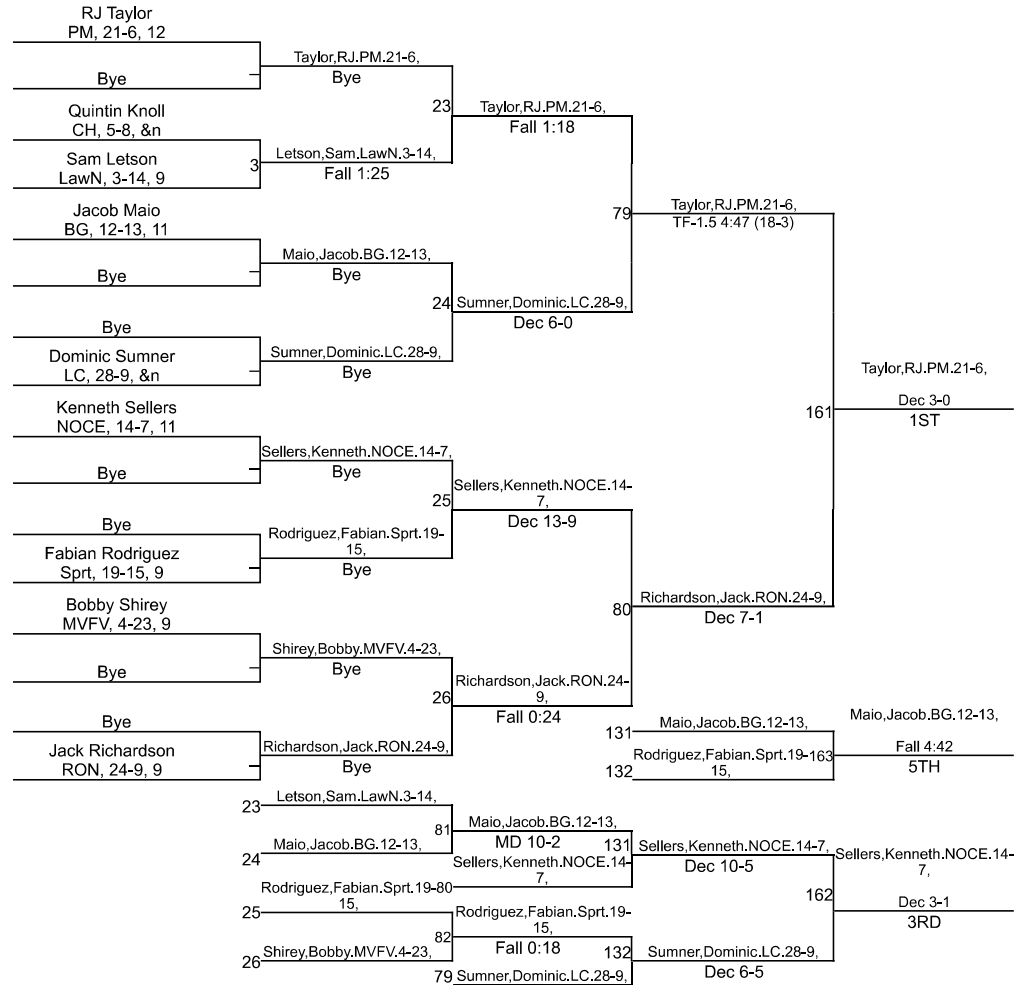 RJ Taylor
PM, 21-6, 12
Bye
Quintin Knoll
CH, 5-8, &n
Sam Letson
LawN, 3-14, 9
Jacob Maio
BG, 12-13, 11
Bye
Bye
Dominic Sumner
LC, 28-9, &n
Kenneth Sellers
NOCE, 14-7, 11
Bye
Bye
Fabian Rodriguez
Sprt, 19-15, 9
Bobby Shirey
MVFV, 4-23, 9
Bye
Bye
Jack Richardson
RON, 24-9, 9
Taylor,RJ.PM.21-6,
Bye
3
Letson,Sam.LawN.3-14,
Fall 1:25
Maio,Jacob.BG.12-13,
Bye
Sumner,Dominic.LC.28-9,
Bye
Sellers,Kenneth.NOCE.14-7,
Bye
Rodriguez,Fabian.Sprt.19-
15,
Bye
Shirey,Bobby.MVFV.4-23,
Bye
Richardson,Jack.RON.24-9,
Bye
23
Taylor,RJ.PM.21-6,
Fall 1:18
24
Sumner,Dominic.LC.28-9,
Dec 6-0
25
Sellers,Kenneth.NOCE.14-
7,
Dec 13-9
26
Richardson,Jack.RON.24-
9,
Fall 0:24
79
Taylor,RJ.PM.21-6,
TF-1.5 4:47 (18-3)
80
Richardson,Jack.RON.24-9,
Dec 7-1
161
Taylor,RJ.PM.21-6,
Dec 3-0
1ST
131
Maio,Jacob.BG.12-13,
132
Rodriguez,Fabian.Sprt.19-
15,
163
Maio,Jacob.BG.12-13,
Fall 4:42
5TH
23
Letson,Sam.LawN.3-14,
24
Maio,Jacob.BG.12-13,
25
Rodriguez,Fabian.Sprt.19-
15,
26
Shirey,Bobby.MVFV.4-23,
81
Maio,Jacob.BG.12-13,
MD 10-2
80
Sellers,Kenneth.NOCE.14-
7,
82
Rodriguez,Fabian.Sprt.19-
15,
Fall 0:18
79
Sumner,Dominic.LC.28-9,
131
Sellers,Kenneth.NOCE.14-7,
Dec 10-5
132
Sumner,Dominic.LC.28-9,
Dec 6-5
162
Sellers,Kenneth.NOCE.14-
7,
Dec 3-1
3RD